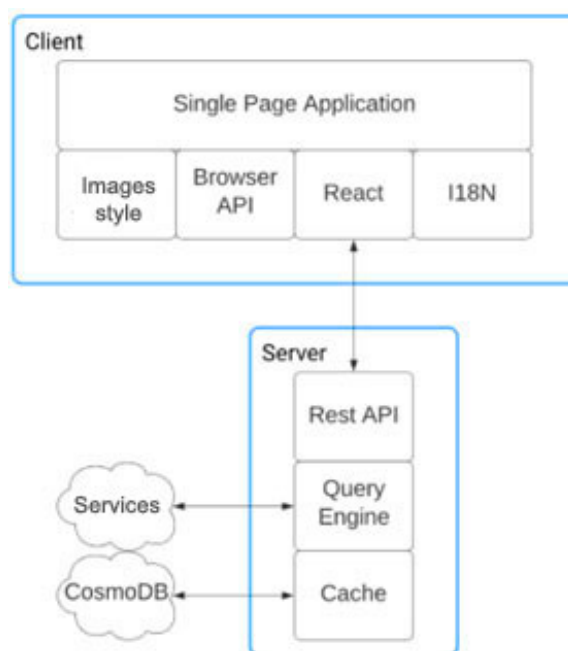 Client
Single Page Application
Images
style
Browser
API
React
I18N
Server
Rest API
Services
Query
Engine
CosmoDB
Cache